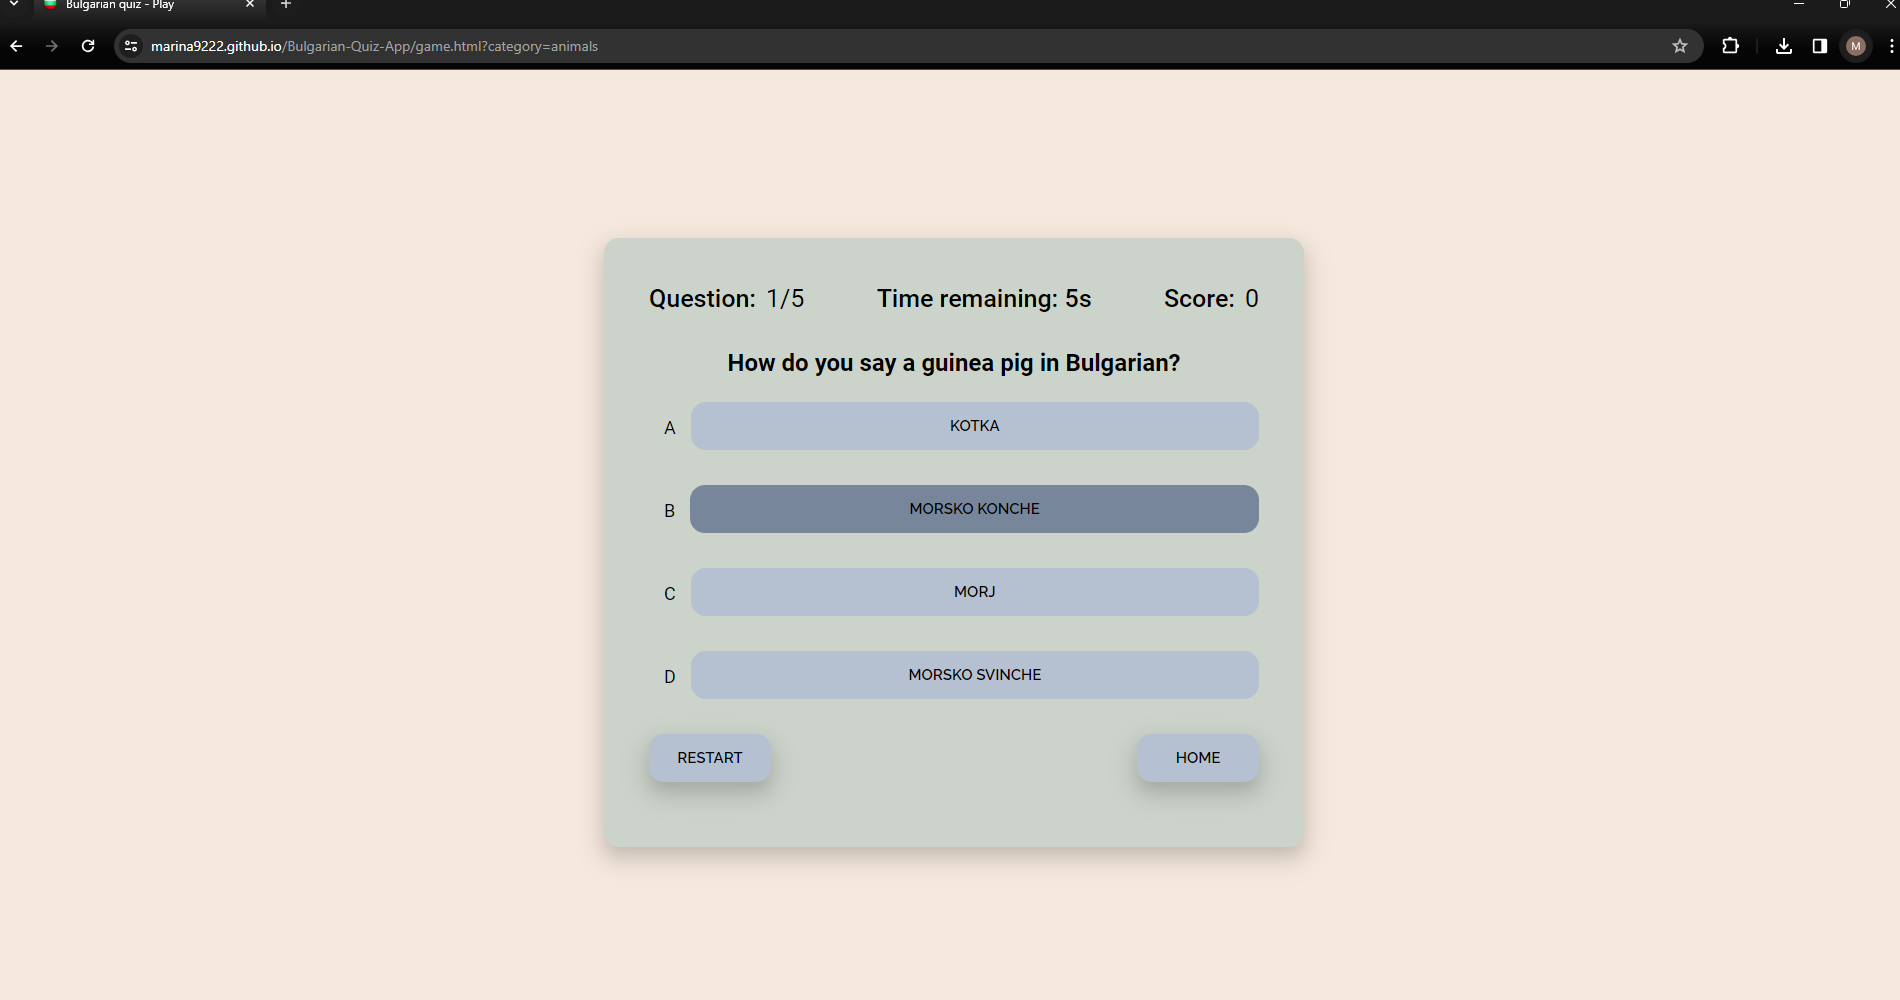 Bulgarian quiz - Play
marina9222.github.io/Bulgarian-Quiz-App/game.html?category=animals
M
Question: 1/5 Time remaining: 5s Score: 0
How do you say a guinea pig in Bulgarian?
A KOTKA
B MORSKO KONCHE
C MORJ
D MORSKO SVINCHE
RESTART HOME